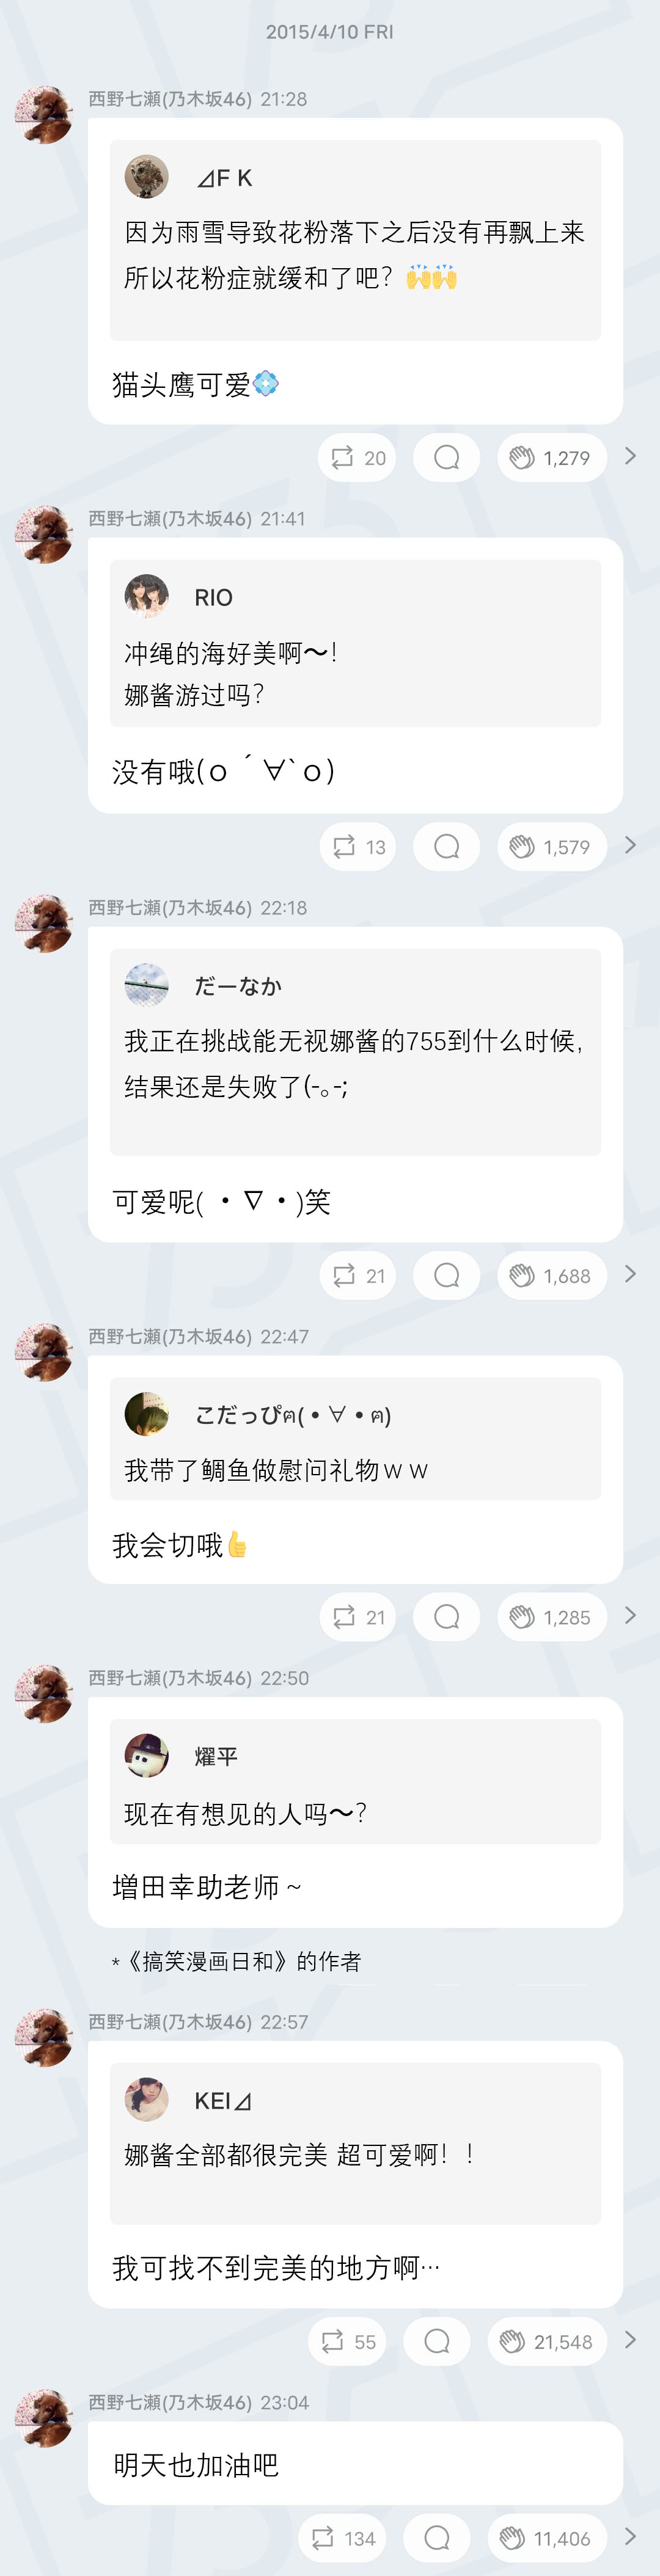 2015/4/10 FRI
西野七瀬(乃木坂46) 21:28
⊿F K
因为雨雪导致花粉落下之后没有再飘上来
所以花粉症就缓和了吧？🙌🙌
猫头鹰可爱💠
20 1,279
西野七瀬(乃木坂46) 21:41
RIO
冲绳的海好美啊〜！
娜酱游过吗？
没有哦(ｏ´∀`ｏ)
13 1,579
西野七瀬(乃木坂46) 22:18
だーなか
我正在挑战能无视娜酱的755到什么时候，
结果还是失败了(-｡-;
可爱呢( ・∇・)笑
21 1,688
西野七瀬(乃木坂46) 22:47
こだっぴฅ(•∀•ฅ)
我带了鲷鱼做慰问礼物ｗｗ
我会切哦👍
21 1,285
西野七瀬(乃木坂46) 22:50
燿平
现在有想见的人吗〜？
増田幸助老师～
*《搞笑漫画日和》的作者
西野七瀬(乃木坂46) 22:57
KEI⊿
娜酱全部都很完美 超可爱啊！！
我可找不到完美的地方啊…
55 21,548
西野七瀬(乃木坂46) 23:04
明天也加油吧
134 11,406